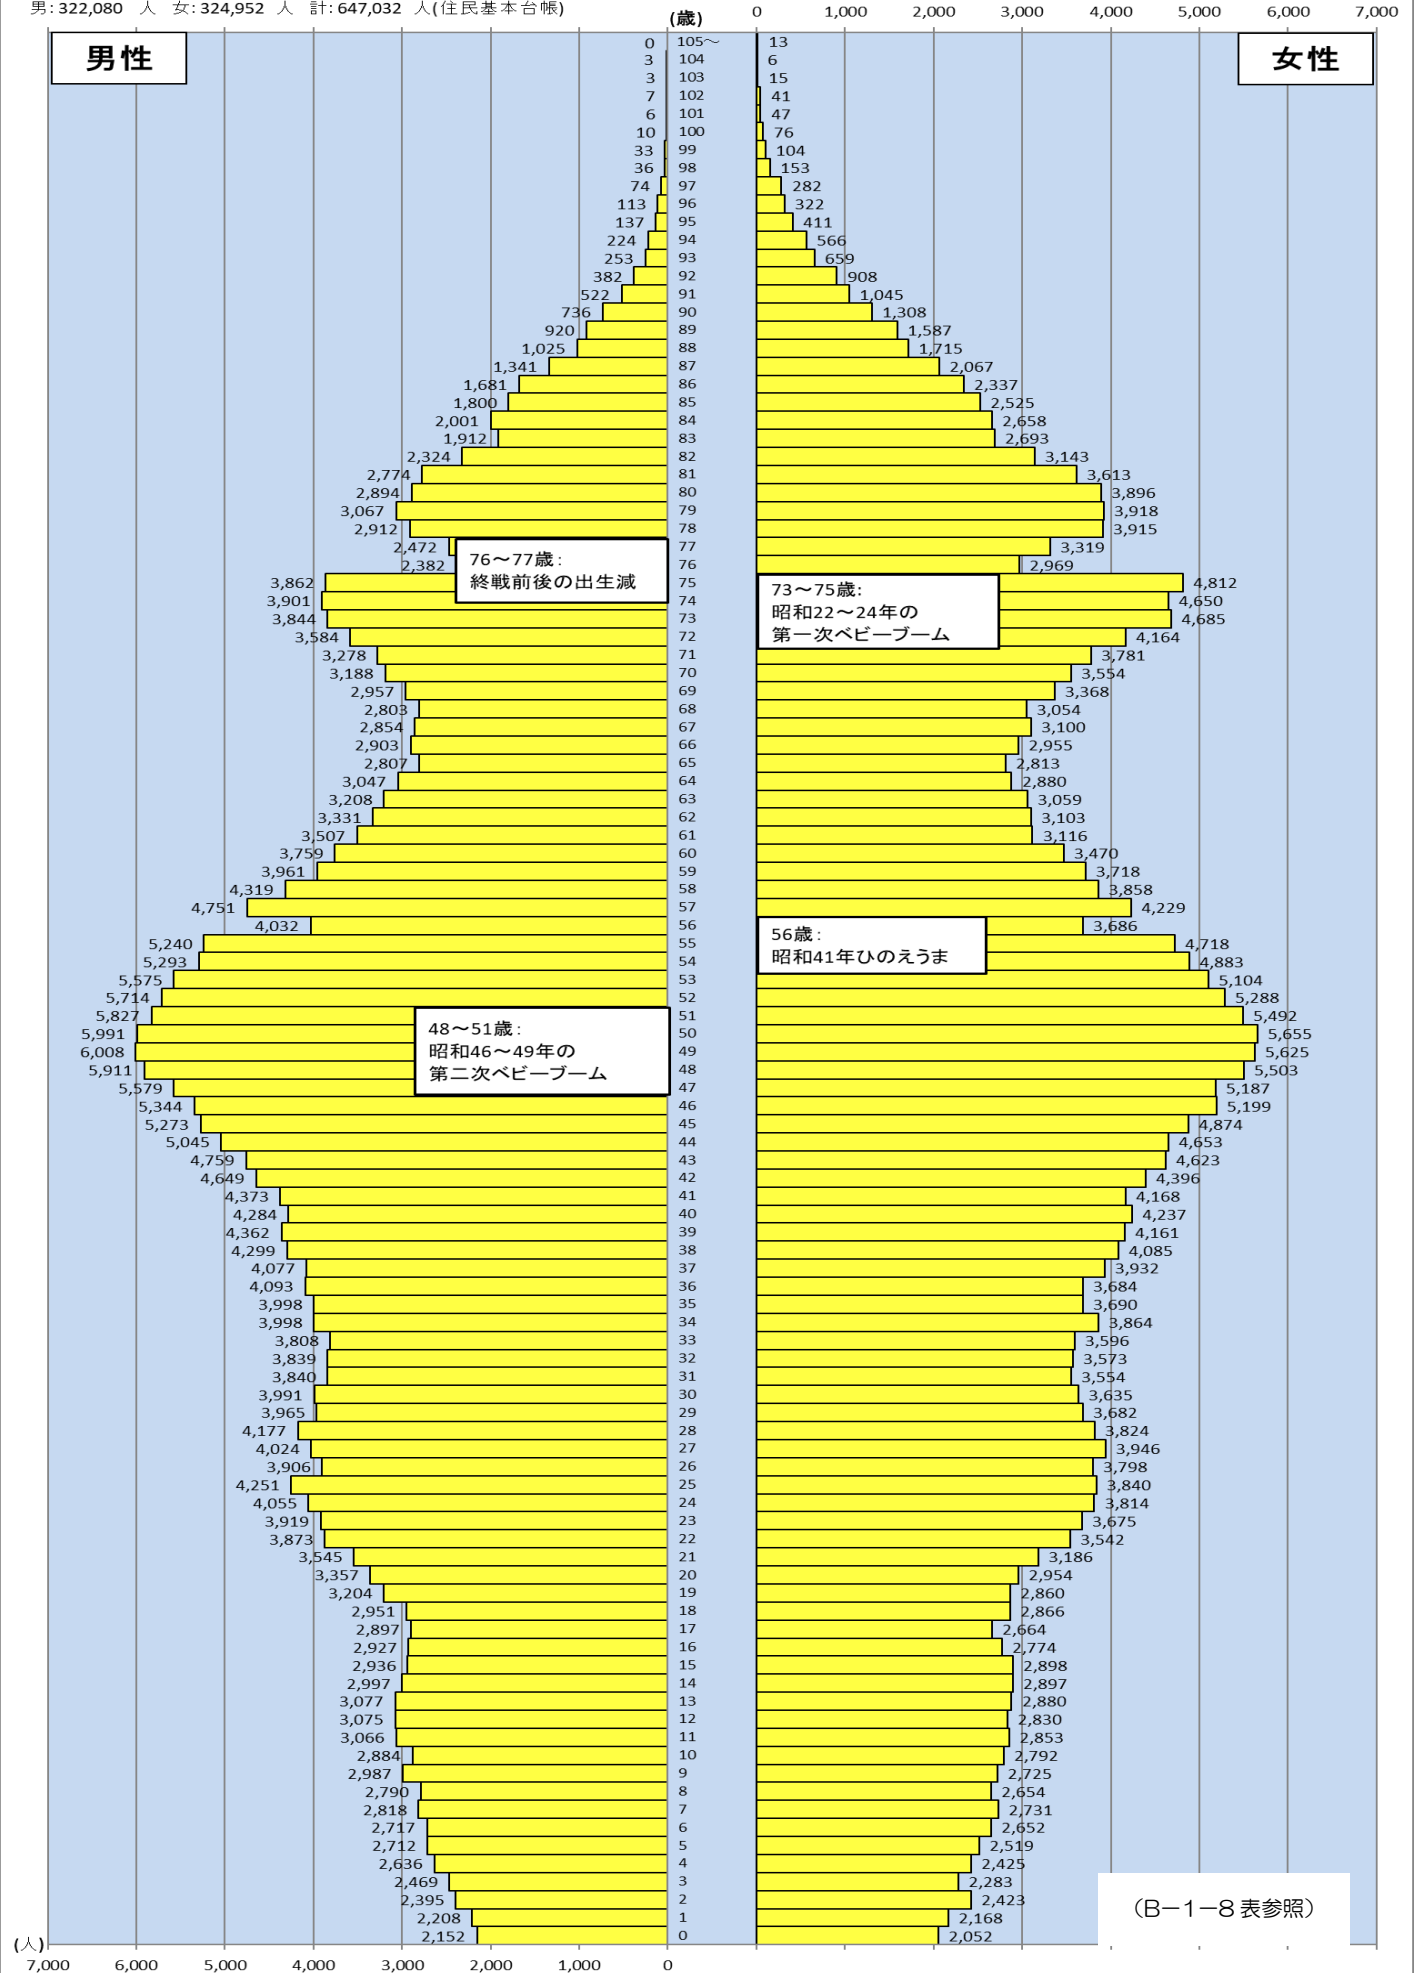 男：322,080 人 女：324,952 人 計：647,032 人(住民基本台帳)
(歳) 0 1,000 2,000 3,000 4,000 5,000 6,000 7,000
男性 女性
0 105～ 13
3 104 6
3 103 15
7 102 41
6 101 47
10 100 76
33 99 104
36 98 153
74 97 282
113 96 322
137 95 411
224 94 566
253 93 659
382 92 908
522 91 1,045
736 90 1,308
920 89 1,587
1,025 88 1,715
1,341 87 2,067
1,681 86 2,337
1,800 85 2,525
2,001 84 2,658
1,912 83 2,693
2,324 82 3,143
2,774 81 3,613
2,894 80 3,896
3,067 79 3,918
2,912 78 3,915
2,472 77 3,319
2,382 76 2,969
76～77歳：
終戦前後の出生減
3,862 75 4,812
3,901 74 4,650
3,844 73 4,685
73～75歳：
昭和22～24年の
第一次ベビーブーム
3,584 72 4,164
3,278 71 3,781
3,188 70 3,554
2,957 69 3,368
2,803 68 3,054
2,854 67 3,100
2,903 66 2,955
2,807 65 2,813
3,047 64 2,880
3,208 63 3,059
3,331 62 3,103
3,507 61 3,116
3,759 60 3,470
3,961 59 3,718
4,319 58 3,858
4,751 57 4,229
4,032 56 3,686
56歳：
昭和41年ひのえうま
5,240 55 4,718
5,293 54 4,883
5,575 53 5,104
5,714 52 5,288
5,827 51 5,492
5,991 50 5,655
6,008 49 5,625
5,911 48 5,503
48～51歳：
昭和46～49年の
第二次ベビーブーム
5,579 47 5,187
5,344 46 5,199
5,273 45 4,874
5,045 44 4,653
4,759 43 4,623
4,649 42 4,396
4,373 41 4,168
4,284 40 4,237
4,362 39 4,161
4,299 38 4,085
4,077 37 3,932
4,093 36 3,684
3,998 35 3,690
3,998 34 3,864
3,808 33 3,596
3,839 32 3,573
3,840 31 3,554
3,991 30 3,635
3,965 29 3,682
4,177 28 3,824
4,024 27 3,946
3,906 26 3,798
4,251 25 3,840
4,055 24 3,814
3,919 23 3,675
3,873 22 3,542
3,545 21 3,186
3,357 20 2,954
3,204 19 2,860
2,951 18 2,866
2,897 17 2,664
2,927 16 2,774
2,936 15 2,898
2,997 14 2,897
3,077 13 2,880
3,075 12 2,830
3,066 11 2,853
2,884 10 2,792
2,987 9 2,725
2,790 8 2,654
2,818 7 2,731
2,717 6 2,652
2,712 5 2,519
2,636 4 2,425
2,469 3 2,283
2,395 2 2,423
2,208 1 2,168
2,152 0 2,052
（B－1－8 表参照）
(人)
7,000 6,000 5,000 4,000 3,000 2,000 1,000 0